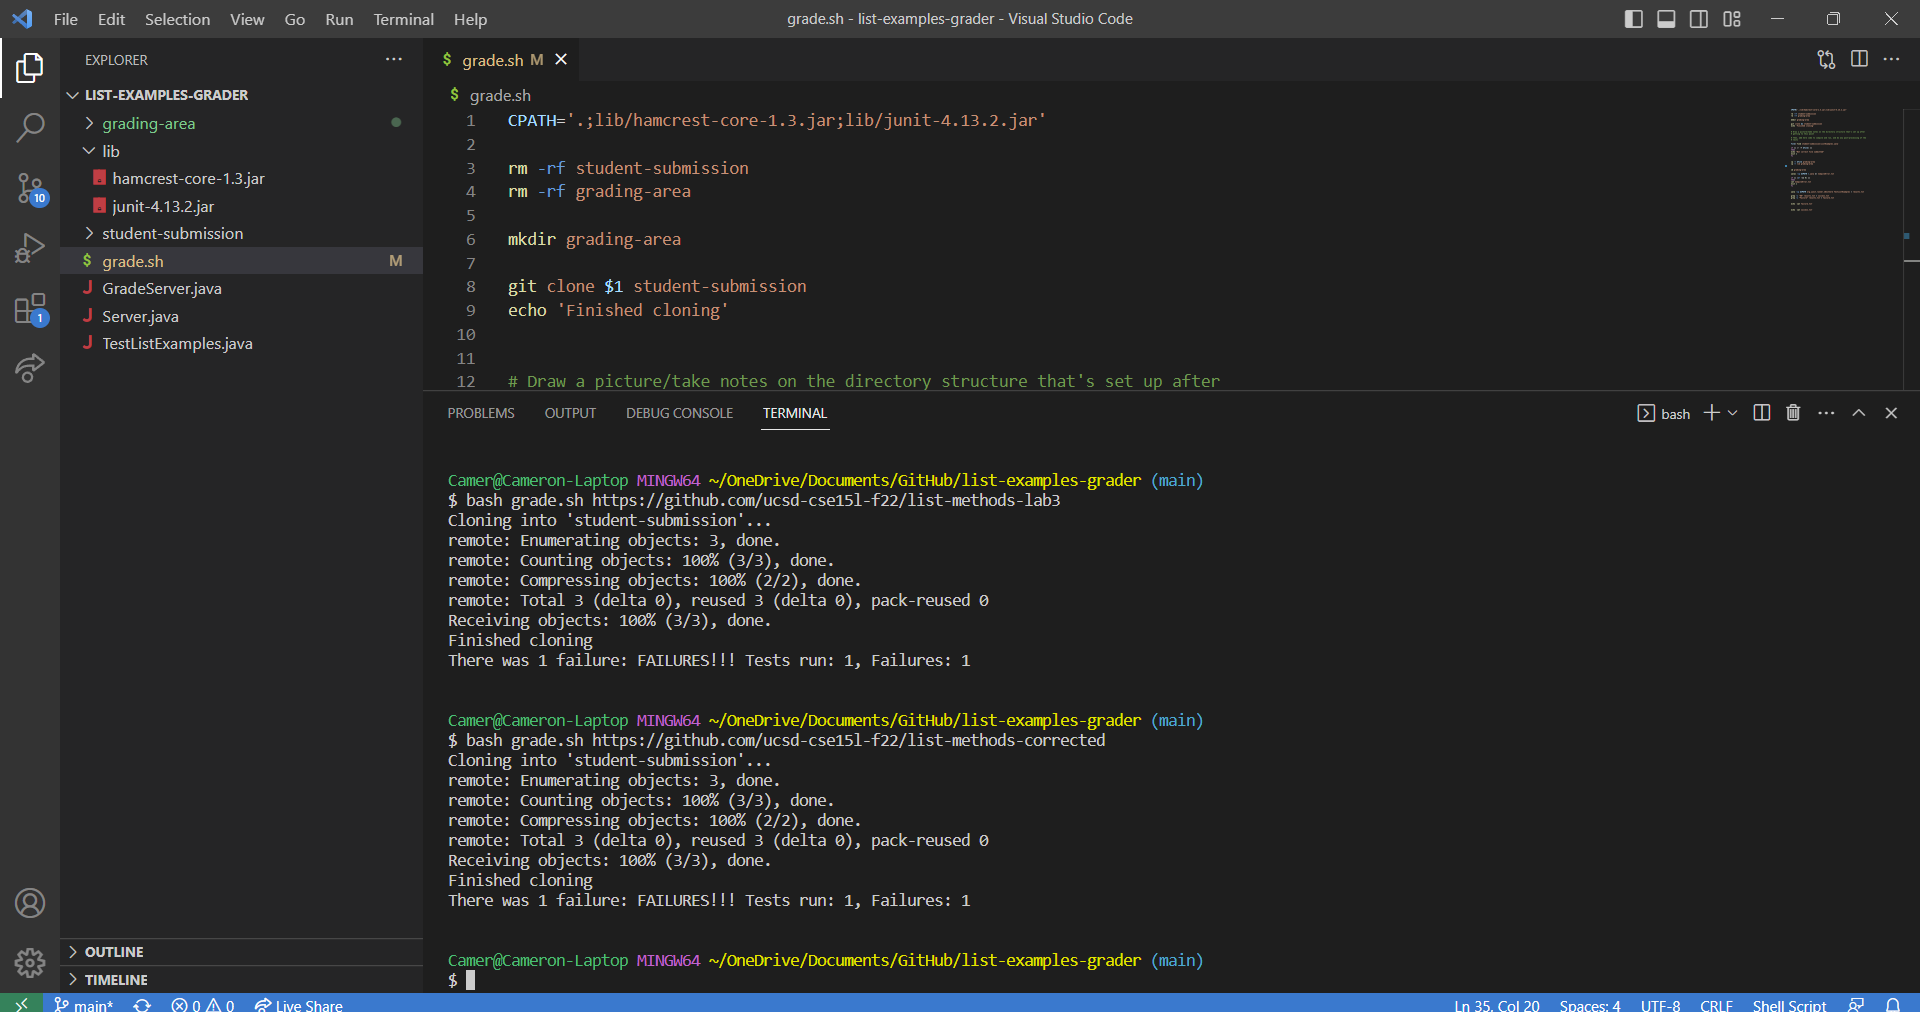 File Edit Selection View Go Run Terminal Help
grade.sh - list-examples-grader - Visual Studio Code
EXPLORER
LIST-EXAMPLES-GRADER
grading-area
lib
hamcrest-core-1.3.jar
junit-4.13.2.jar
student-submission
grade.sh M
GradeServer.java
Server.java
TestListExamples.java
10
1
OUTLINE
TIMELINE
$ grade.sh M
$ grade.sh
1 CPATH='.;lib/hamcrest-core-1.3.jar;lib/junit-4.13.2.jar'
2
3 rm -rf student-submission
4 rm -rf grading-area
5
6 mkdir grading-area
7
8 git clone $1 student-submission
9 echo 'Finished cloning'
10
11
12 # Draw a picture/take notes on the directory structure that's set up after
PROBLEMS OUTPUT DEBUG CONSOLE TERMINAL
bash
Camer@Cameron-Laptop MINGW64 ~/OneDrive/Documents/GitHub/list-examples-grader (main)
$ bash grade.sh https://github.com/ucsd-cse15l-f22/list-methods-lab3
Cloning into 'student-submission'...
remote: Enumerating objects: 3, done.
remote: Counting objects: 100% (3/3), done.
remote: Compressing objects: 100% (2/2), done.
remote: Total 3 (delta 0), reused 3 (delta 0), pack-reused 0
Receiving objects: 100% (3/3), done.
Finished cloning
There was 1 failure: FAILURES!!! Tests run: 1, Failures: 1
Camer@Cameron-Laptop MINGW64 ~/OneDrive/Documents/GitHub/list-examples-grader (main)
$ bash grade.sh https://github.com/ucsd-cse15l-f22/list-methods-corrected
Cloning into 'student-submission'...
remote: Enumerating objects: 3, done.
remote: Counting objects: 100% (3/3), done.
remote: Compressing objects: 100% (2/2), done.
remote: Total 3 (delta 0), reused 3 (delta 0), pack-reused 0
Receiving objects: 100% (3/3), done.
Finished cloning
There was 1 failure: FAILURES!!! Tests run: 1, Failures: 1
Camer@Cameron-Laptop MINGW64 ~/OneDrive/Documents/GitHub/list-examples-grader (main)
$
main* 0 0 Live Share
Ln 35, Col 20 Spaces: 4 UTF-8 CRLF Shell Script